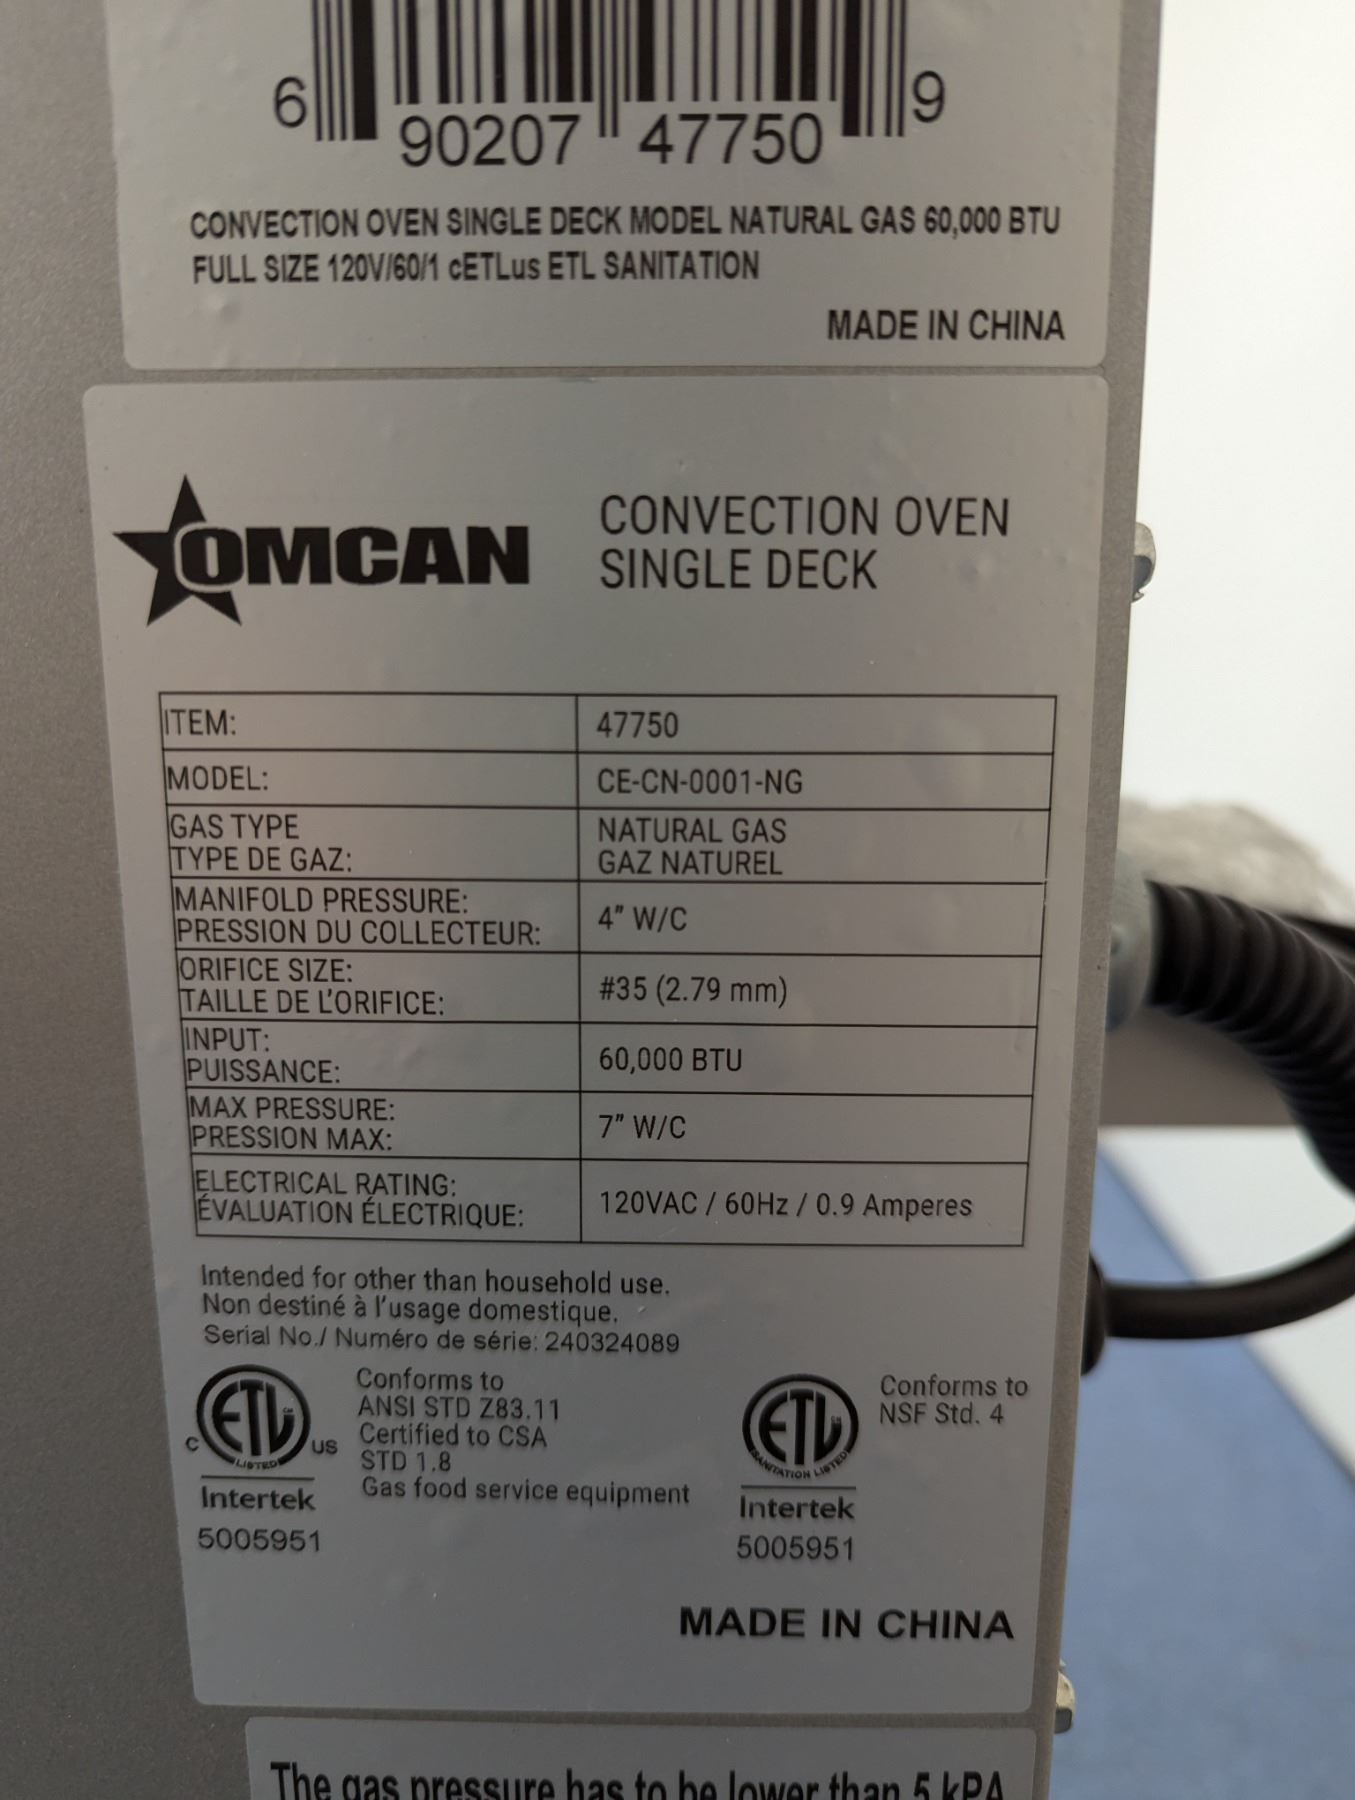 6 90207 47750 9
CONVECTION OVEN SINGLE DECK MODEL NATURAL GAS 60,000 BTU
FULL SIZE 120V/60/1 cETLus ETL SANITATION
MADE IN CHINA
OMCAN
CONVECTION OVEN
SINGLE DECK
ITEM: 47750
MODEL: CE-CN-0001-NG
GAS TYPE NATURAL GAS
TYPE DE GAZ: GAZ NATUREL
MANIFOLD PRESSURE:
PRESSION DU COLLECTEUR: 4" W/C
ORIFICE SIZE:
TAILLE DE L'ORIFICE: #35 (2.79 mm)
INPUT:
PUISSANCE: 60,000 BTU
MAX PRESSURE:
PRESSION MAX: 7" W/C
ELECTRICAL RATING:
ÉVALUATION ÉLECTRIQUE: 120VAC / 60Hz / 0.9 Amperes
Intended for other than household use.
Non destiné à l'usage domestique.
Serial No./ Numéro de série: 240324089
C ETL US
LISTED
Intertek
5005951
Conforms to
ANSI STD Z83.11
Certified to CSA
STD 1.8
Gas food service equipment
ETL
SANITATION LISTED
Intertek
5005951
Conforms to
NSF Std. 4
MADE IN CHINA
The gas pressure has to be lower than 5 kPA